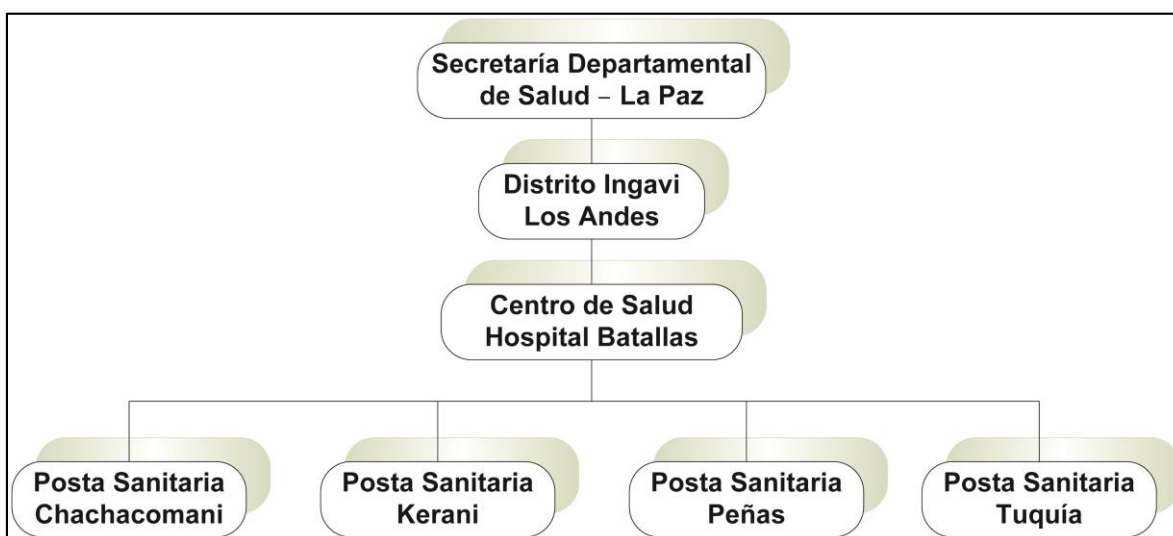 Secretaría Departamental
de Salud – La Paz
Distrito Ingavi
Los Andes
Centro de Salud
Hospital Batallas
Posta Sanitaria
Chachacomani
Posta Sanitaria
Kerani
Posta Sanitaria
Peñas
Posta Sanitaria
Tuquía